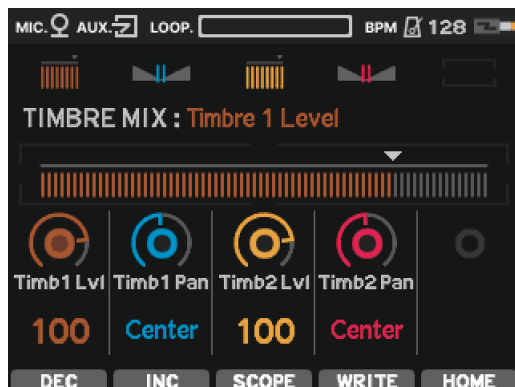 MIC. AUX. LOOP. BPM 128
TIMBRE MIX : Timbre 1 Level
Timb1 Lvl Timb1 Pan Timb2 Lvl Timb2 Pan
100 Center 100 Center
DEC INC SCOPE WRITE HOME